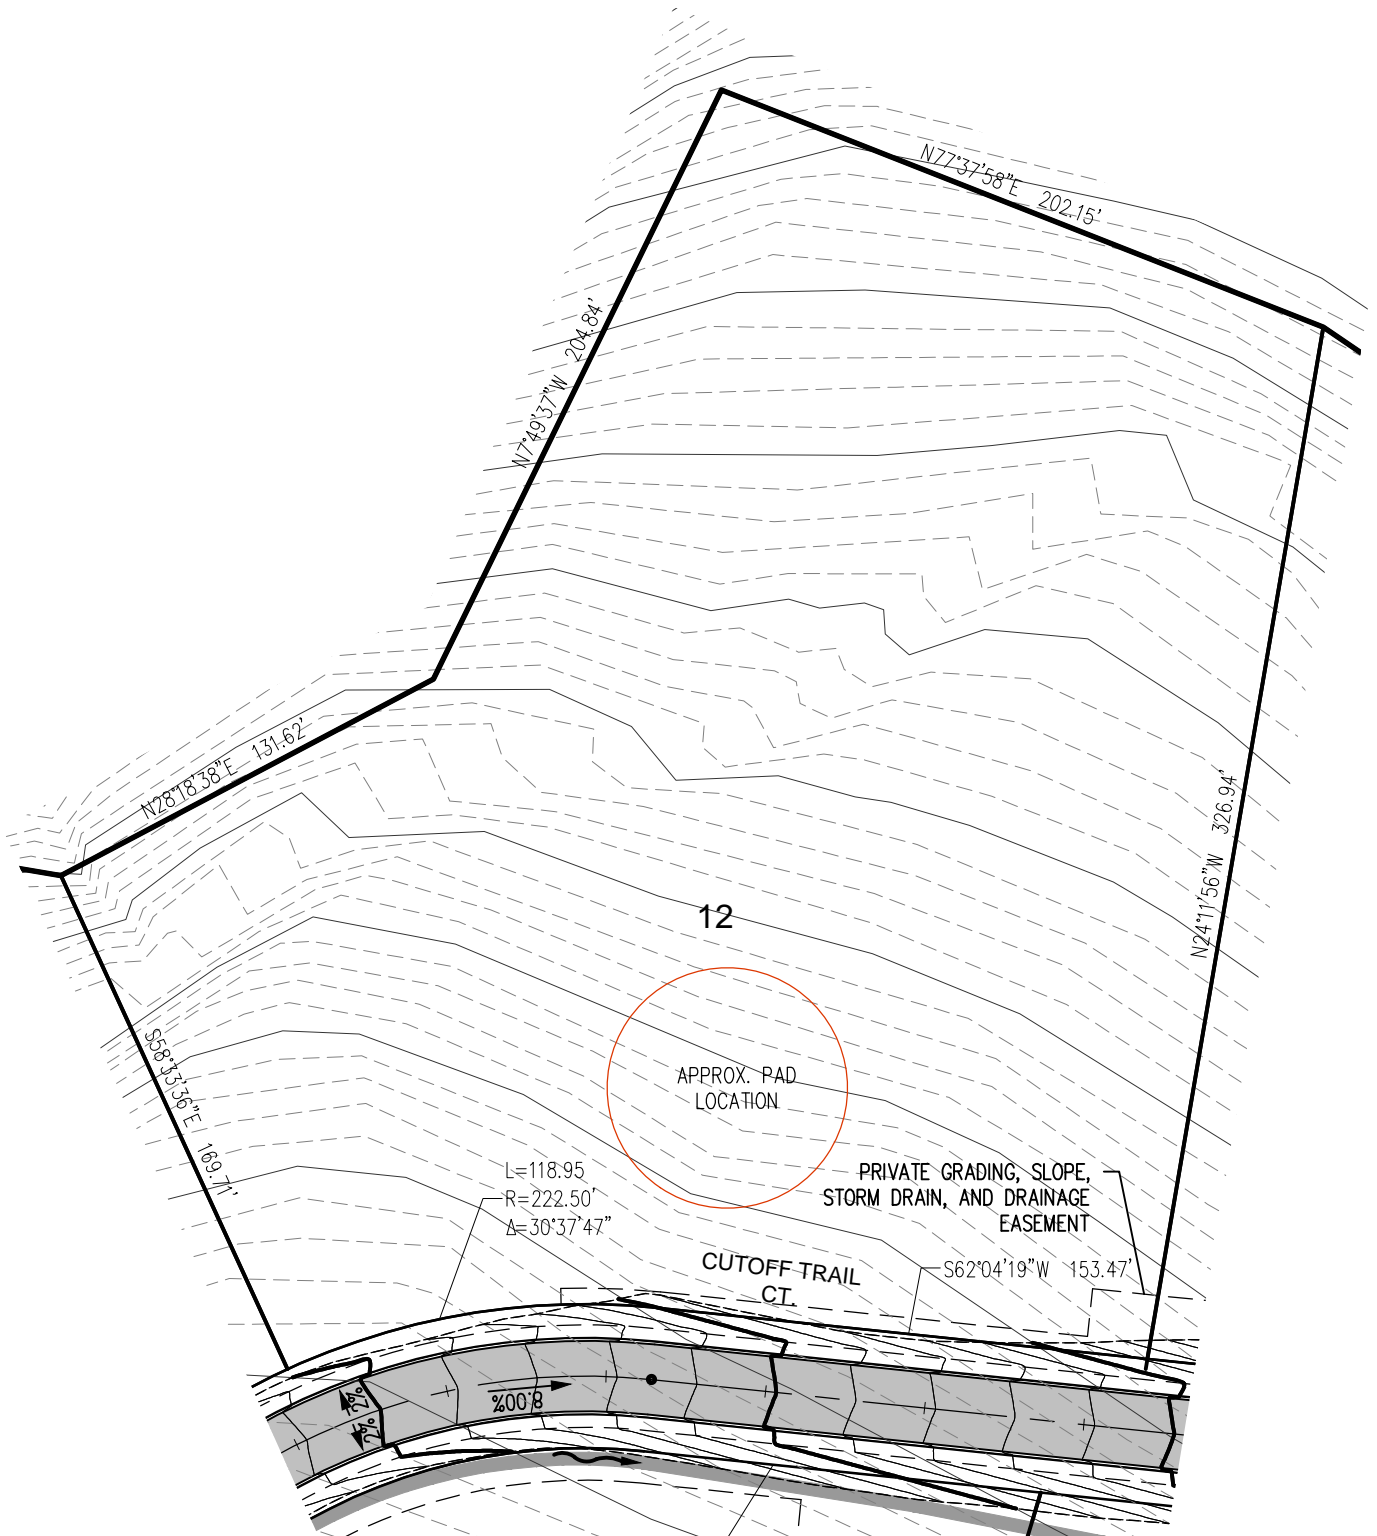 N77°37'58"E 202.15'
N7°49'37"W 204.84'
N28°18'38"E 131.62'
N24°11'56"W 326.94'
12
S58°33'36"E 169.71'
APPROX. PAD
LOCATION
L=118.95
R=222.50'
Δ=30°37'47"
PRIVATE GRADING, SLOPE,
STORM DRAIN, AND DRAINAGE
EASEMENT
CUTOFF TRAIL
CT.
S62°04'19"W 153.47'
2%
2%
8.00%